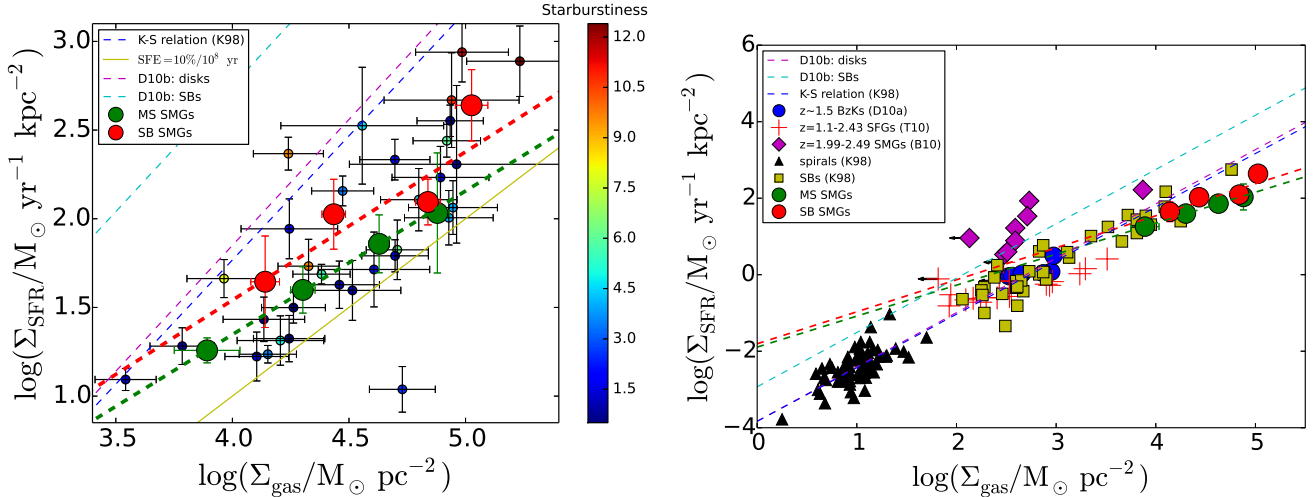 Starburstiness
3.0
2.5
2.0
1.5
1.0
log(Σ_SFR/M_⊙ yr⁻¹ kpc⁻²)
K-S relation (K98)
SFE=10%/10⁸ yr
D10b: disks
D10b: SBs
MS SMGs
SB SMGs
3.5 4.0 4.5 5.0
log(Σ_gas/M_⊙ pc⁻²)
12.0
10.5
9.0
7.5
6.0
4.5
3.0
1.5
6
4
2
0
−2
−4
log(Σ_SFR/M_⊙ yr⁻¹ kpc⁻²)
D10b: disks
D10b: SBs
K-S relation (K98)
z~1.5 BzKs (D10a)
z=1.1-2.43 SFGs (T10)
z=1.99-2.49 SMGs (B10)
spirals (K98)
SBs (K98)
MS SMGs
SB SMGs
0 1 2 3 4 5
log(Σ_gas/M_⊙ pc⁻²)